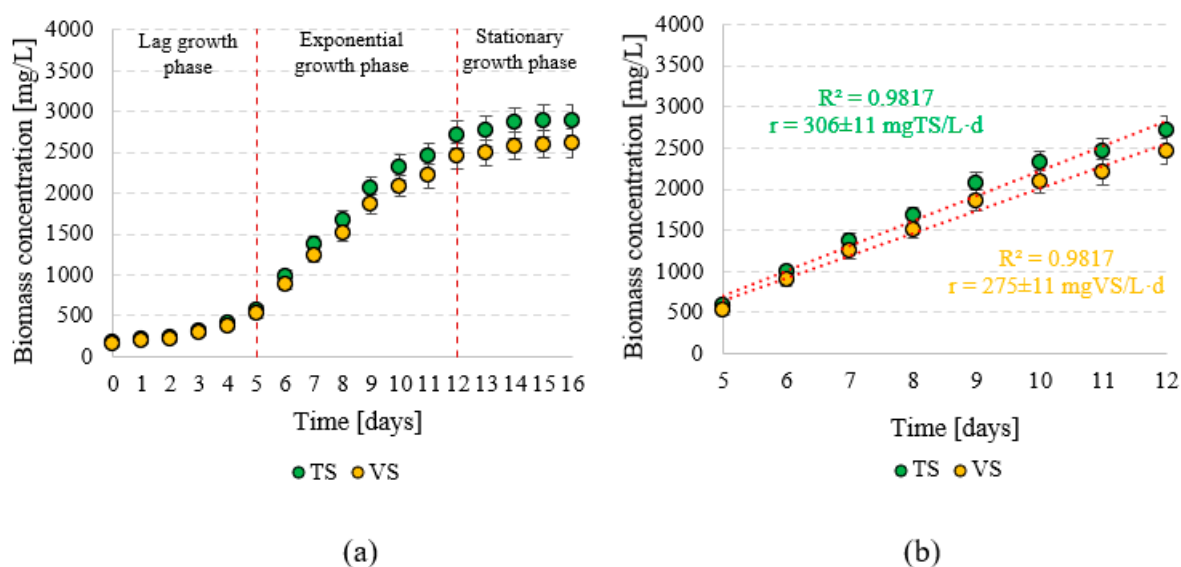 Biomass concentration [mg/L]
4000
3500
3000
2500
2000
1500
1000
500
0
Lag growth
phase
Exponential
growth phase
Stationary
growth phase
0 1 2 3 4 5 6 7 8 9 10 11 12 13 14 15 16
Time [days]
TS VS
(a)
Biomass concentration [mg/L]
4000
3500
3000
2500
2000
1500
1000
500
0
R² = 0.9817
r = 306±11 mgTS/L·d
R² = 0.9817
r = 275±11 mgVS/L·d
5 6 7 8 9 10 11 12
Time [days]
TS VS
(b)